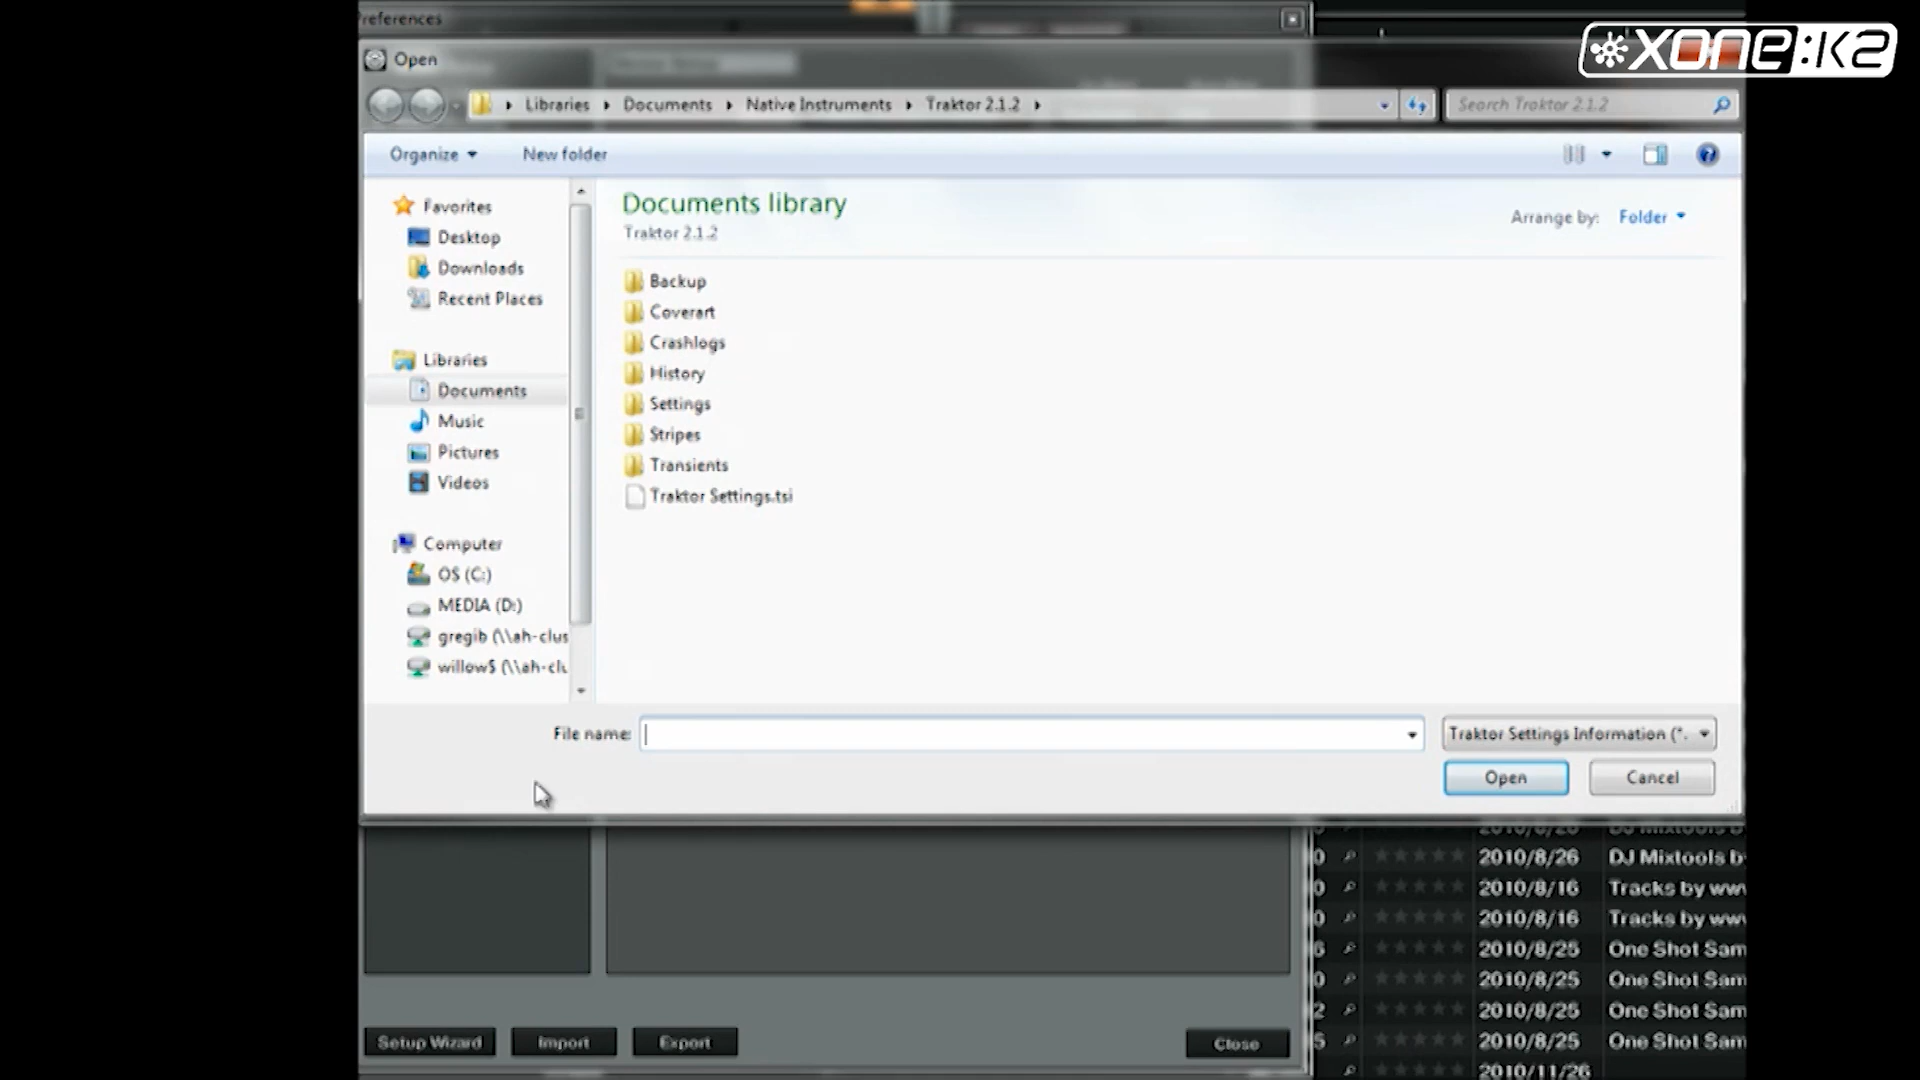 Preferences
XONE:K2
Open
Libraries Documents Native Instruments Traktor 2.1.2
Search Traktor 2.1.2
Organize New folder
Favorites
Desktop
Downloads
Recent Places
Libraries
Documents
Music
Pictures
Videos
Computer
OS (C:)
MEDIA (D:)
gregib (\\ah-clus
willow$ (\\ah-clu
Documents library
Traktor 2.1.2
Arrange by: Folder
Backup
Coverart
Crashlogs
History
Settings
Stripes
Transients
Traktor Settings.tsi
File name:
Traktor Settings Information (*.
Open Cancel
2010/8/26 DJ Mixtools b
2010/8/16 Tracks by www
2010/8/16 Tracks by www
2010/8/25 One Shot Sam
2010/8/25 One Shot Sam
2010/8/25 One Shot Sam
2010/8/25 One Shot Sam
2010/11/26
Setup Wizard Import Export Close